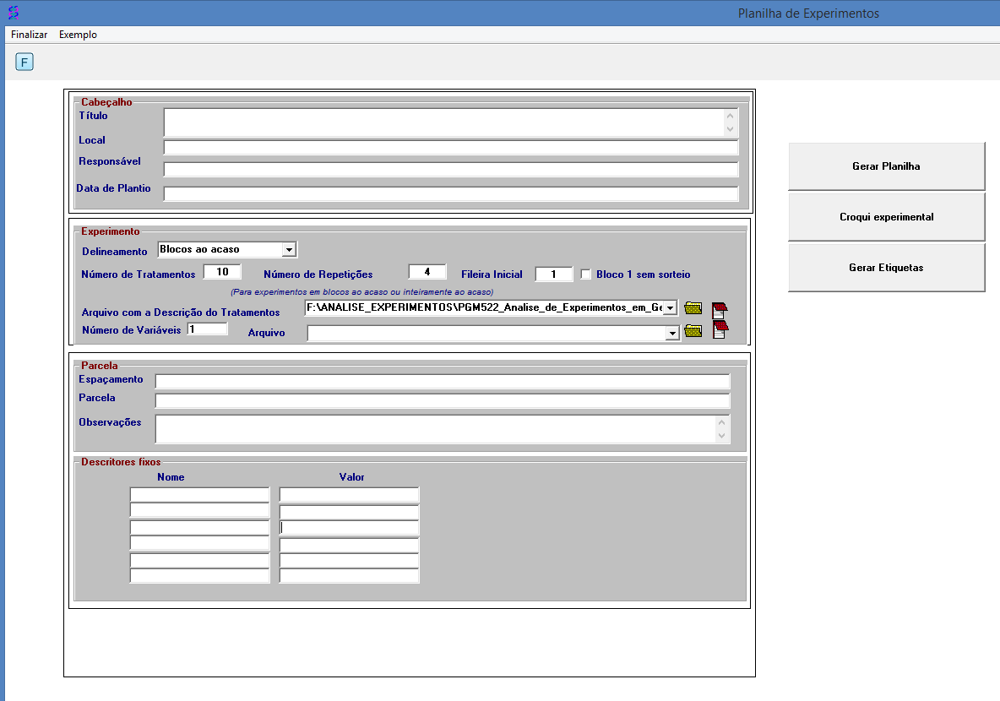 Planilha de Experimentos
Finalizar Exemplo
F
Cabeçalho
Título
Local
Responsável
Data de Plantio
Gerar Planilha
Croqui experimental
Gerar Etiquetas
Experimento
Delineamento Blocos ao acaso
Número de Tratamentos 10 Número de Repetições 4 Fileira Inicial 1 Bloco 1 sem sorteio
(Para experimentos em blocos ao acaso ou inteiramente ao acaso)
Arquivo com a Descrição do Tratamentos F:\ANALISE_EXPERIMENTOS\PGM522_Analise_de_Experimentos_em_Ge
Número de Variáveis 1 Arquivo
Parcela
Espaçamento
Parcela
Observações
Descritores fixos
Nome Valor